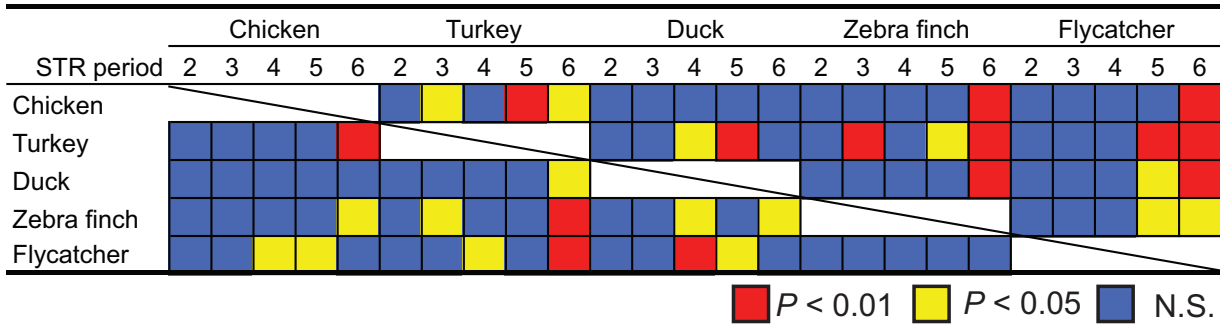 Chicken Turkey Duck Zebra finch Flycatcher
STR period 2 3 4 5 6 2 3 4 5 6 2 3 4 5 6 2 3 4 5 6 2 3 4 5 6
Chicken
Turkey
Duck
Zebra finch
Flycatcher
P < 0.01 P < 0.05 N.S.